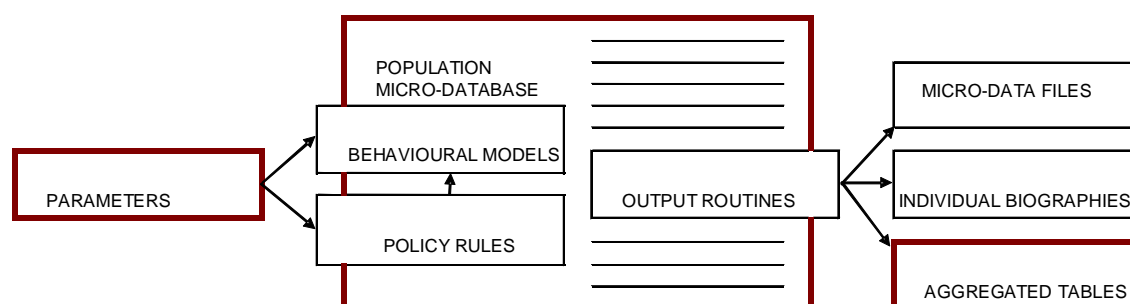 POPULATION
MICRO-DATABASE
MICRO-DATA FILES
BEHAVIOURAL MODELS
PARAMETERS
OUTPUT ROUTINES
INDIVIDUAL BIOGRAPHIES
POLICY RULES
AGGREGATED TABLES